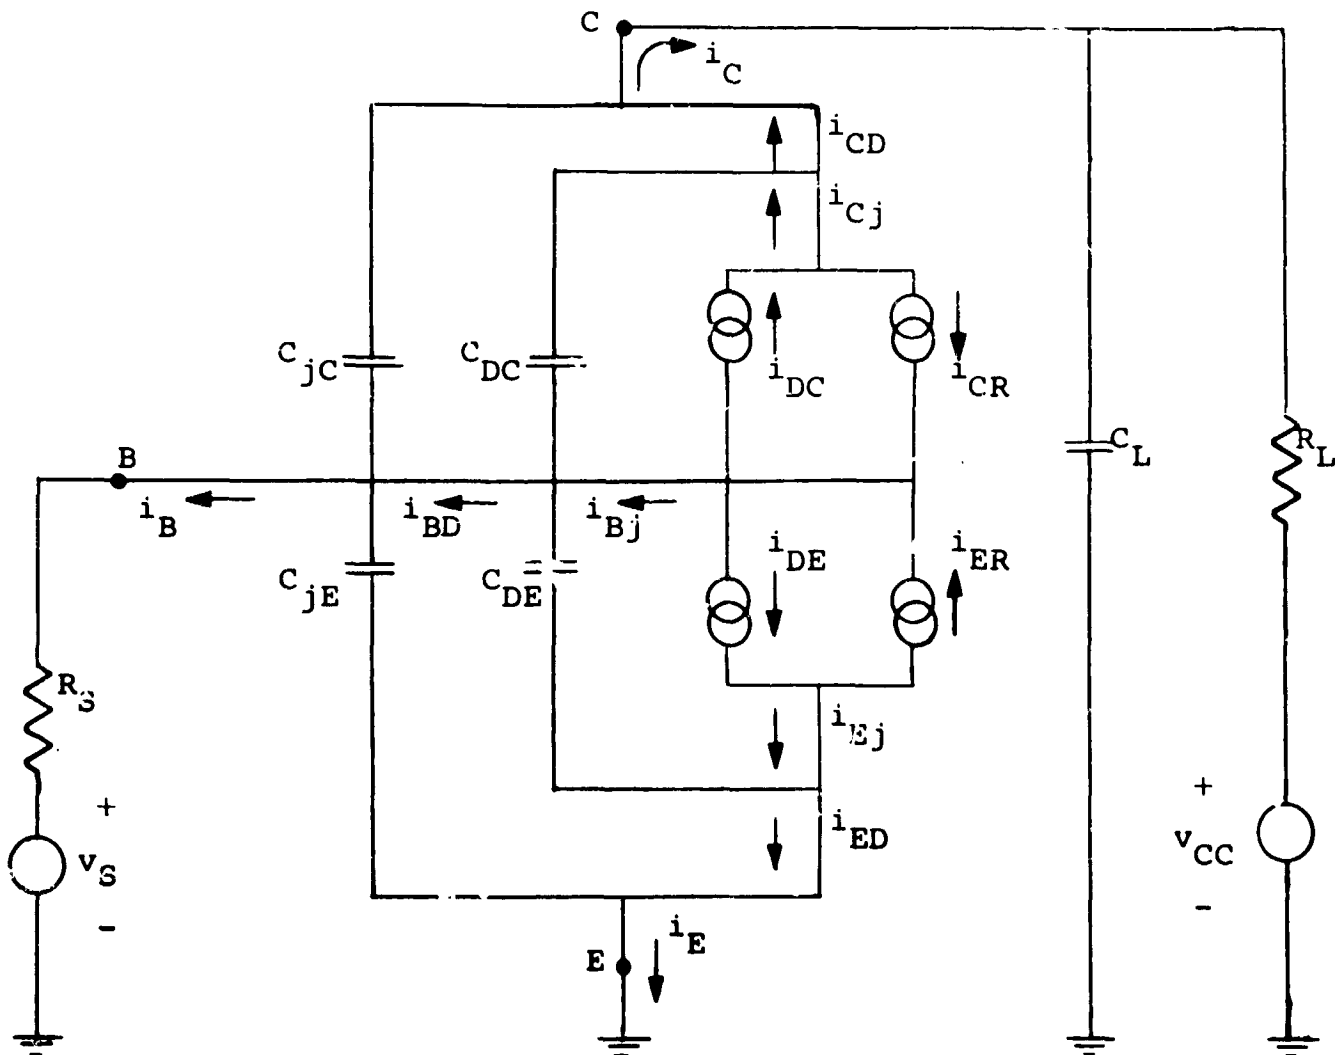 C
i_C
i_CD
i_Cj
C_jC
C_DC
i_DC
i_CR
C_L
R_L
B
i_B
i_BD
i_Bj
i_DE
i_ER
C_jE
C_DE
R_S
i_Ej
+
v_S
-
i_ED
+
v_CC
-
i_E
E